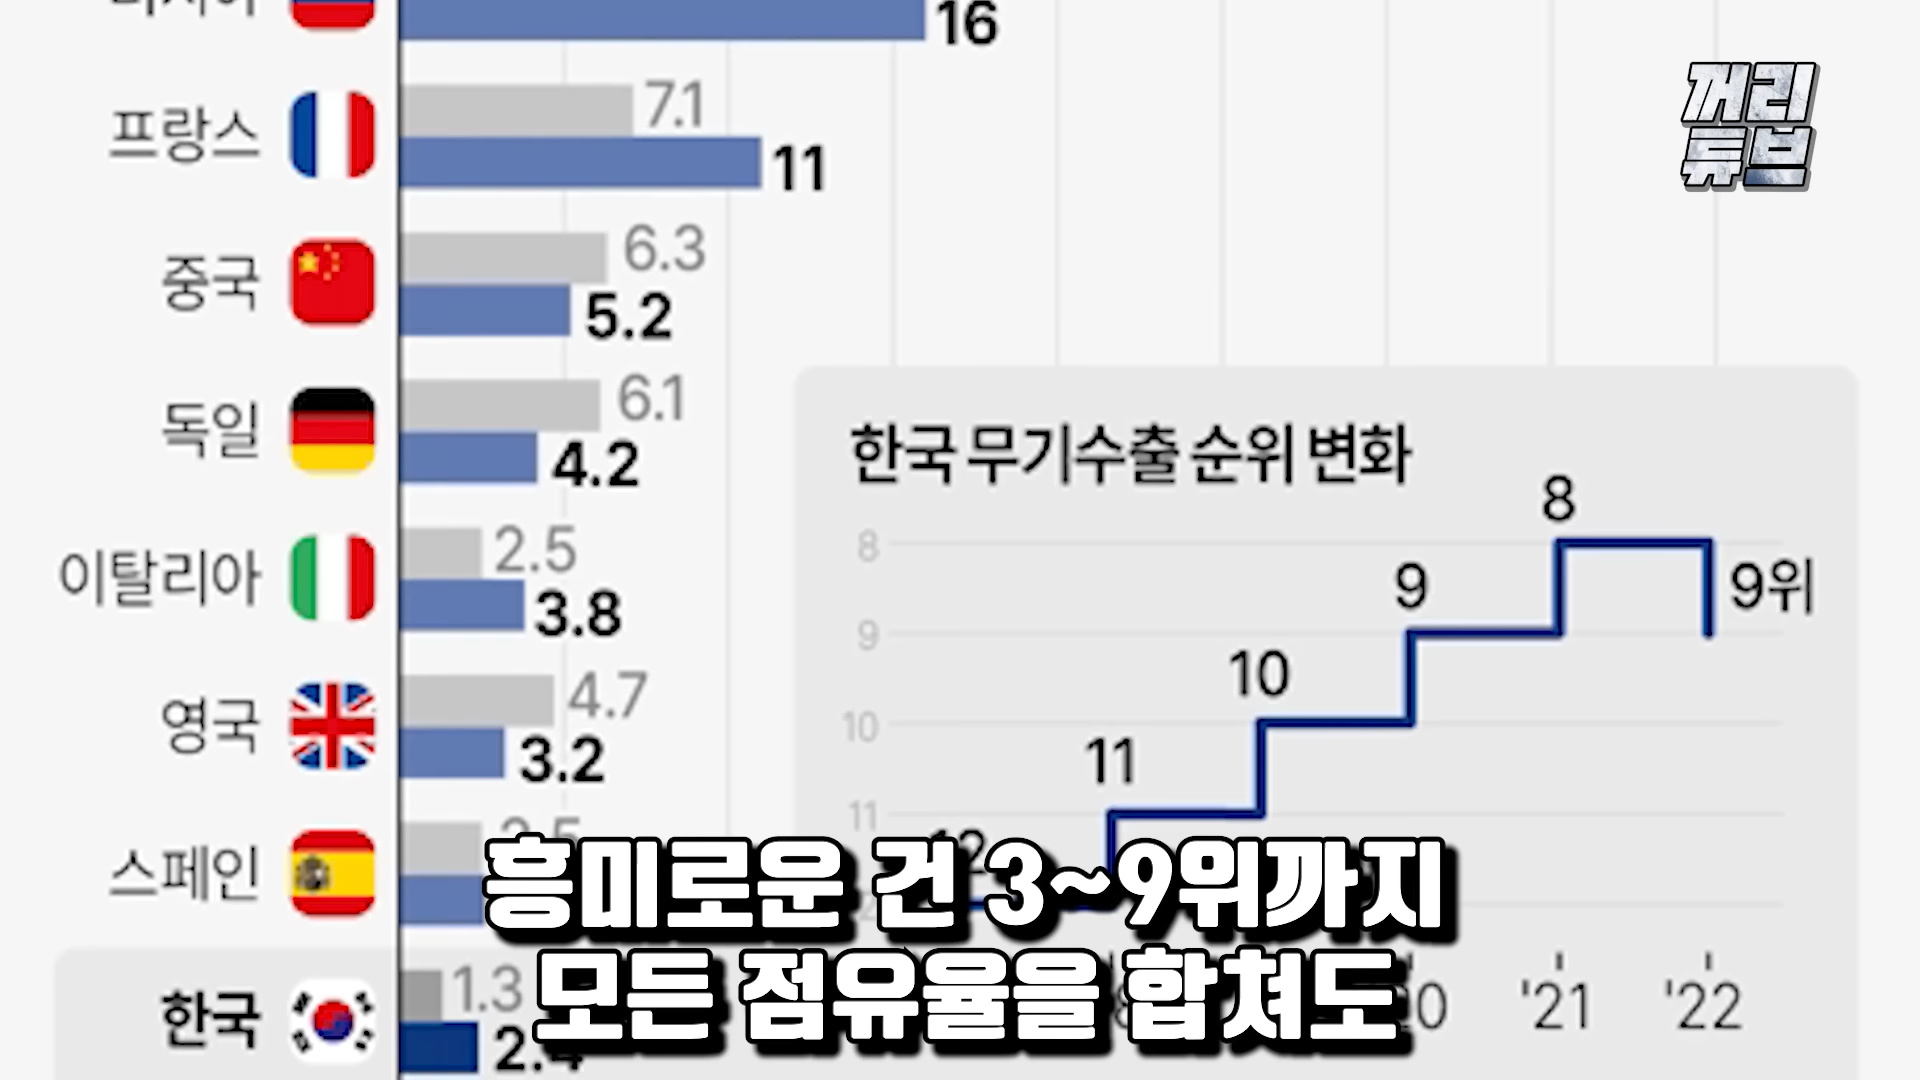 16
꺼리
튜브
프랑스 7.1
11
중국 6.3
5.2
독일 6.1
4.2
이탈리아 2.5
3.8
영국 4.7
3.2
스페인
한국 1.3
한국 무기수출 순위 변화
8
9
10
11
8
9
10
11
9위
'21 '22
흥미로운 건 3~9위까지
모든 점유율을 합쳐도